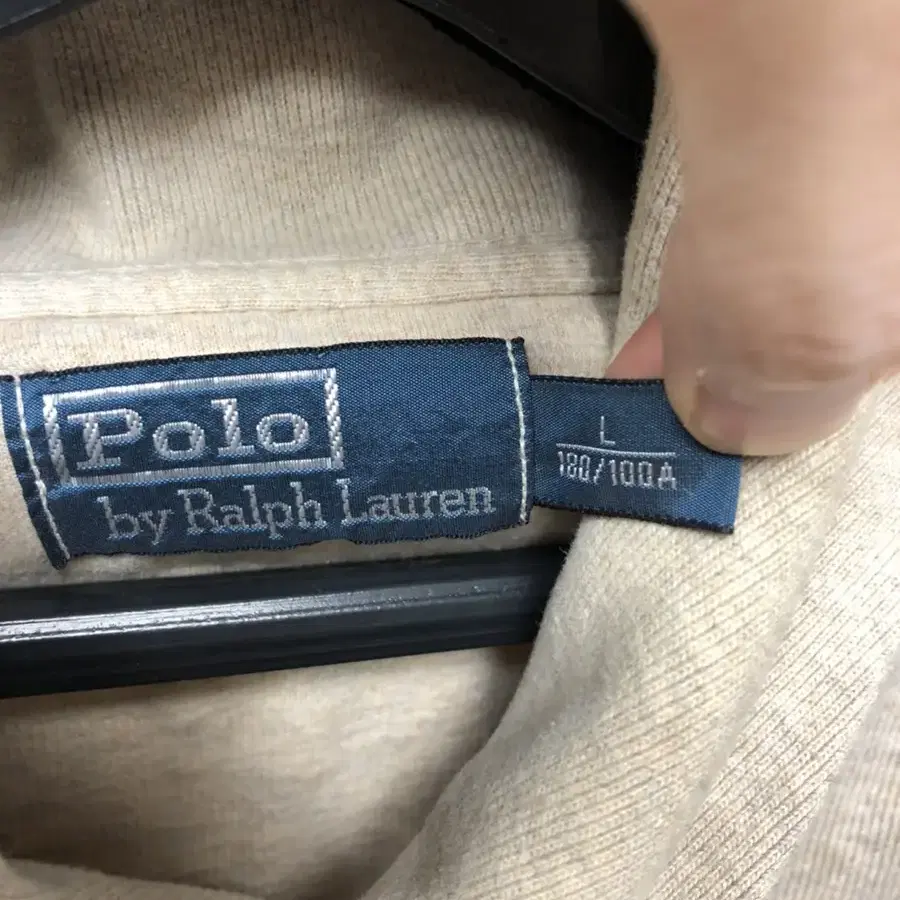 Polo
by Ralph Lauren
L
180/100A